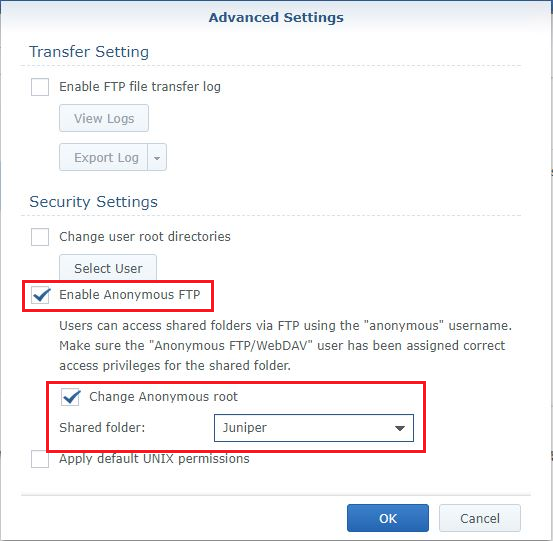 Advanced Settings
Transfer Setting
Enable FTP file transfer log
View Logs
Export Log
Security Settings
Change user root directories
Select User
Enable Anonymous FTP
Users can access shared folders via FTP using the "anonymous" username.
Make sure the "Anonymous FTP/WebDAV" user has been assigned correct
access privileges for the shared folder.
Change Anonymous root
Shared folder: Juniper
Apply default UNIX permissions
OK Cancel